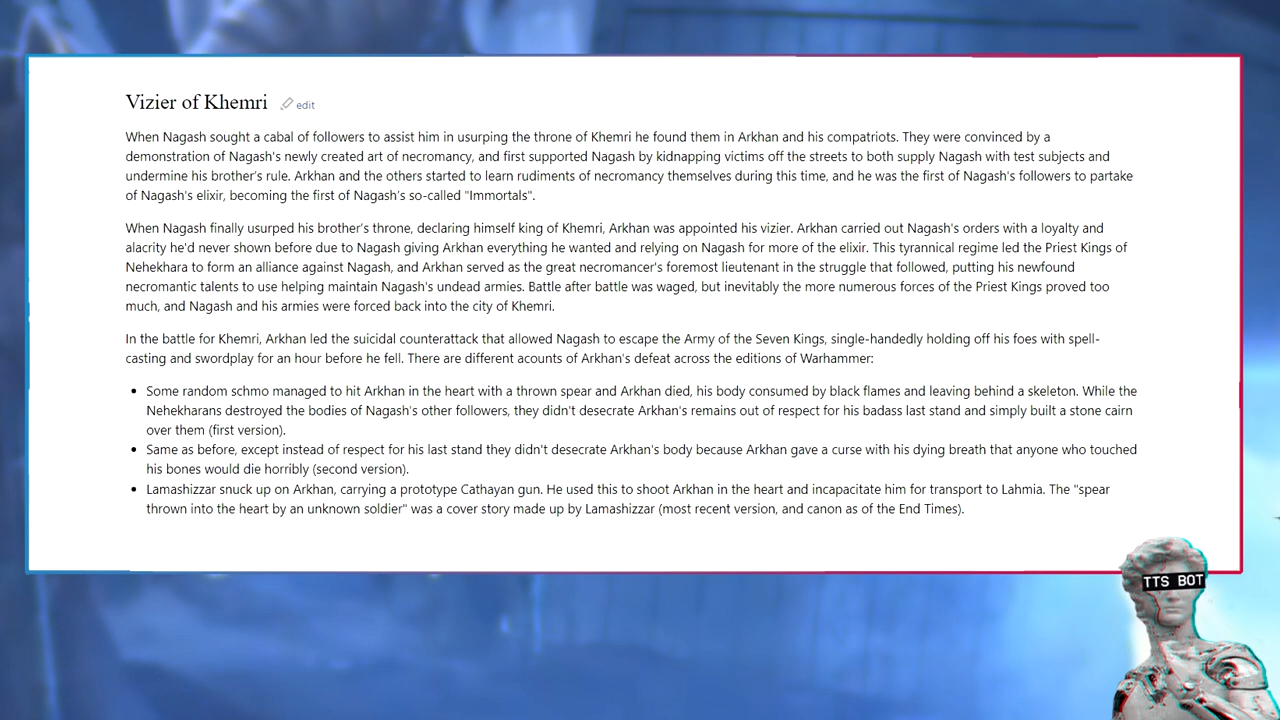 Vizier of Khemri edit
When Nagash sought a cabal of followers to assist him in usurping the throne of Khemri he found them in Arkhan and his compatriots. They were convinced by a
demonstration of Nagash's newly created art of necromancy, and first supported Nagash by kidnapping victims off the streets to both supply Nagash with test subjects and
undermine his brother's rule. Arkhan and the others started to learn rudiments of necromancy themselves during this time, and he was the first of Nagash's followers to partake
of Nagash's elixir, becoming the first of Nagash's so-called "Immortals".
When Nagash finally usurped his brother's throne, declaring himself king of Khemri, Arkhan was appointed his vizier. Arkhan carried out Nagash's orders with a loyalty and
alacrity he'd never shown before due to Nagash giving Arkhan everything he wanted and relying on Nagash for more of the elixir. This tyrannical regime led the Priest Kings of
Nehekhara to form an alliance against Nagash, and Arkhan served as the great necromancer's foremost lieutenant in the struggle that followed, putting his newfound
necromantic talents to use helping maintain Nagash's undead armies. Battle after battle was waged, but inevitably the more numerous forces of the Priest Kings proved too
much, and Nagash and his armies were forced back into the city of Khemri.
In the battle for Khemri, Arkhan led the suicidal counterattack that allowed Nagash to escape the Army of the Seven Kings, single-handedly holding off his foes with spell-
casting and swordplay for an hour before he fell. There are different acounts of Arkhan's defeat across the editions of Warhammer:
• Some random schmo managed to hit Arkhan in the heart with a thrown spear and Arkhan died, his body consumed by black flames and leaving behind a skeleton. While the
Nehekharans destroyed the bodies of Nagash's other followers, they didn't desecrate Arkhan's remains out of respect for his badass last stand and simply built a stone cairn
over them (first version).
• Same as before, except instead of respect for his last stand they didn't desecrate Arkhan's body because Arkhan gave a curse with his dying breath that anyone who touched
his bones would die horribly (second version).
• Lamashizzar snuck up on Arkhan, carrying a prototype Cathayan gun. He used this to shoot Arkhan in the heart and incapacitate him for transport to Lahmia. The "spear
thrown into the heart by an unknown soldier" was a cover story made up by Lamashizzar (most recent version, and canon as of the End Times).
TTS BOT